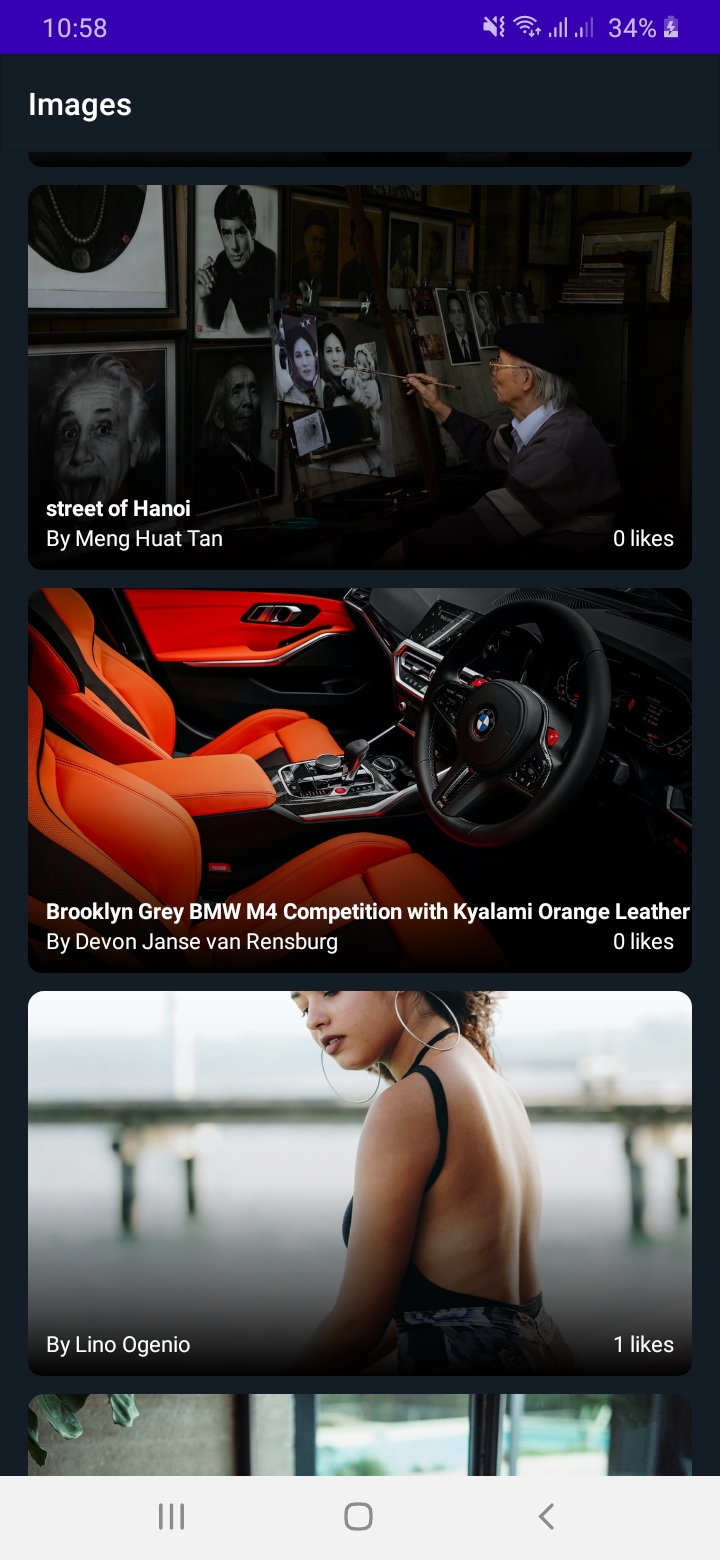 10:58
34%
Images
street of Hanoi
By Meng Huat Tan
0 likes
Brooklyn Grey BMW M4 Competition with Kyalami Orange Leather
By Devon Janse van Rensburg
0 likes
By Lino Ogenio
1 likes